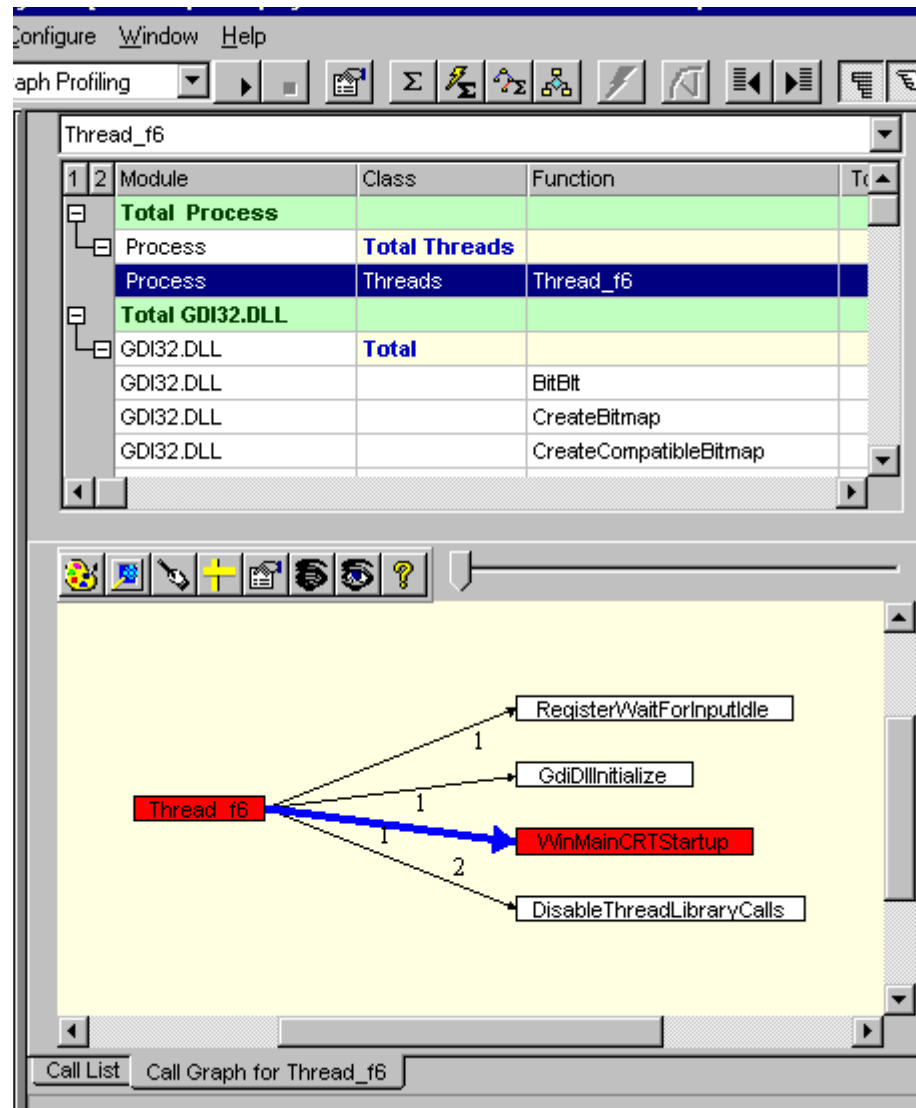 Configure Window Help
aph Profiling Σ Σ Σ
Thread_f6
1 2 Module Class Function
Total Process
Process Total Threads
Process Threads Thread_f6
Total GDI32.DLL
GDI32.DLL Total
GDI32.DLL BitBlt
GDI32.DLL CreateBitmap
GDI32.DLL CreateCompatibleBitmap
?
RegisterWaitForInputIdle
1
GdiDllInitialize
1
Thread_f6
1
WinMainCRTStartup
2
DisableThreadLibraryCalls
Call List Call Graph for Thread_f6